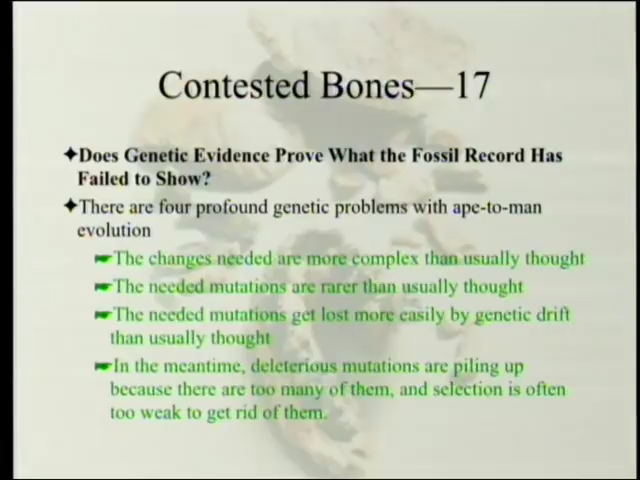 Contested Bones—17
✦Does Genetic Evidence Prove What the Fossil Record Has
Failed to Show?
✦There are four profound genetic problems with ape-to-man
evolution
☛The changes needed are more complex than usually thought
☛The needed mutations are rarer than usually thought
☛The needed mutations get lost more easily by genetic drift
than usually thought
☛In the meantime, deleterious mutations are piling up
because there are too many of them, and selection is often
too weak to get rid of them.